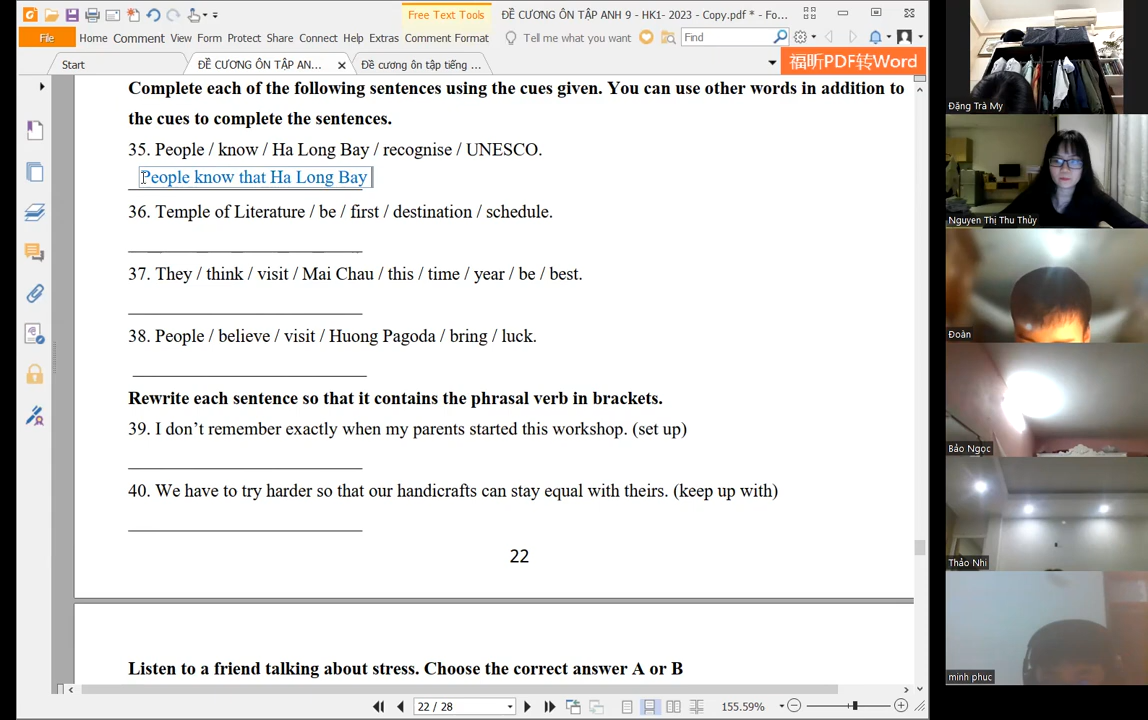 Free Text Tools
ĐỀ CƯƠNG ÔN TẬP ANH 9 - HK1- 2023 - Copy.pdf * - Fo...
File Home Comment View Form Protect Share Connect Help Extras Comment Format Tell me what you want Find
Start ĐỀ CƯƠNG ÔN TẬP AN... Đề cương ôn tập tiếng ... 福昕PDF转Word
Complete each of the following sentences using the cues given. You can use other words in addition to
the cues to complete the sentences.
35. People / know / Ha Long Bay / recognise / UNESCO.
People know that Ha Long Bay
36. Temple of Literature / be / first / destination / schedule.
37. They / think / visit / Mai Chau / this / time / year / be / best.
38. People / believe / visit / Huong Pagoda / bring / luck.
Rewrite each sentence so that it contains the phrasal verb in brackets.
39. I don't remember exactly when my parents started this workshop. (set up)
40. We have to try harder so that our handicrafts can stay equal with theirs. (keep up with)
22
Listen to a friend talking about stress. Choose the correct answer A or B
22 / 28
155.59%
Đặng Trà My
Nguyen Thị Thu Thủy
Đoàn
Bảo Ngọc
Thảo Nhi
minh phuc